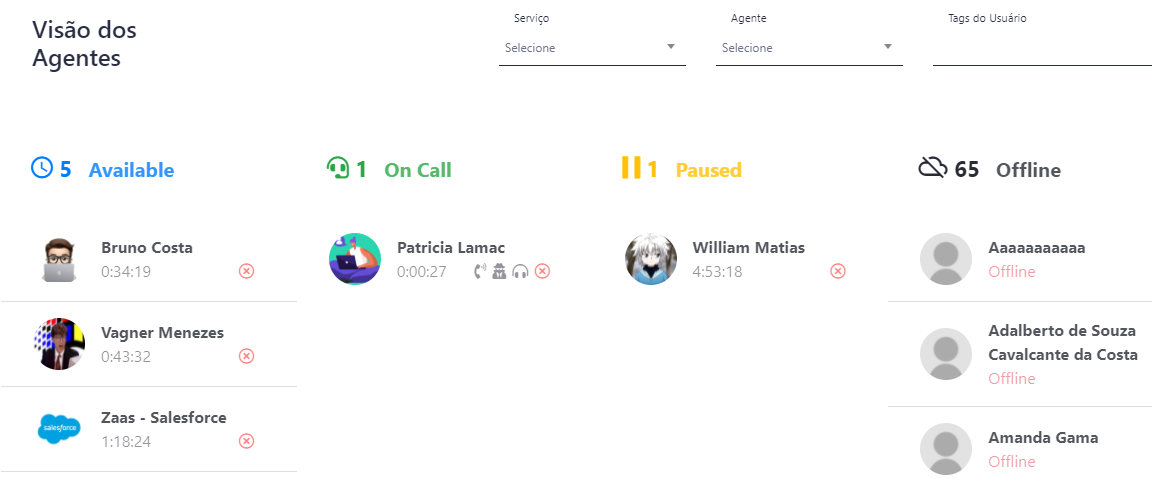 Visão dos
Agentes
Serviço
Selecione
Agente
Selecione
Tags do Usuário
5 Available
Bruno Costa
0:34:19
Vagner Menezes
0:43:32
salesforce
Zaas - Salesforce
1:18:24
1 On Call
Patricia Lamac
0:00:27
1 Paused
William Matias
4:53:18
65 Offline
Aaaaaaaaaaa
Offline
Adalberto de Souza
Cavalcante da Costa
Offline
Amanda Gama
Offline